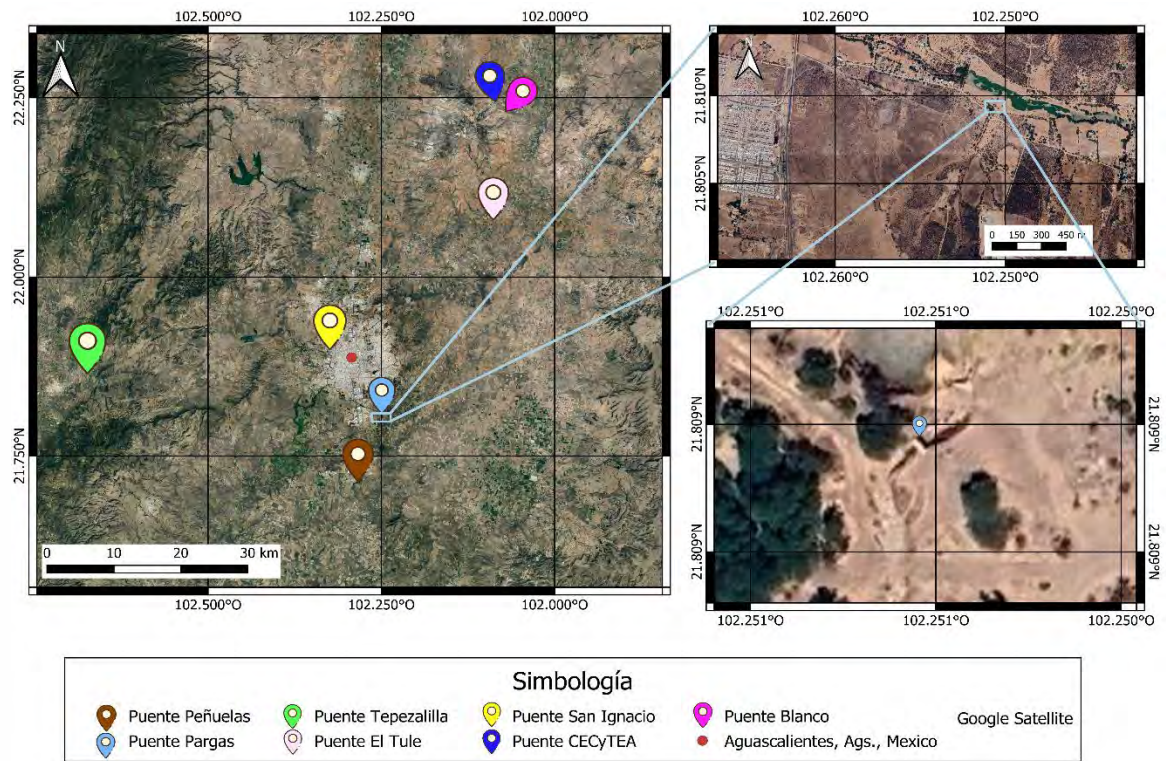 102.500°O 102.250°O 102.000°O
N
22.250°N
22.000°N
21.750°N
0 10 20 30 km
102.500°O 102.250°O 102.000°O
102.260°O 102.250°O
N
21.810°N 21.810°N
21.805°N 21.805°N
0 150 300 450 m
102.260°O 102.250°O
102.251°O 102.251°O 102.250°O
21.809°N 21.809°N
21.809°N 21.809°N
102.251°O 102.251°O 102.250°O
Simbología
Puente Peñuelas Puente Tepezalilla Puente San Ignacio Puente Blanco Google Satellite
Puente Pargas Puente El Tule Puente CECyTEA Aguascalientes, Ags., Mexico